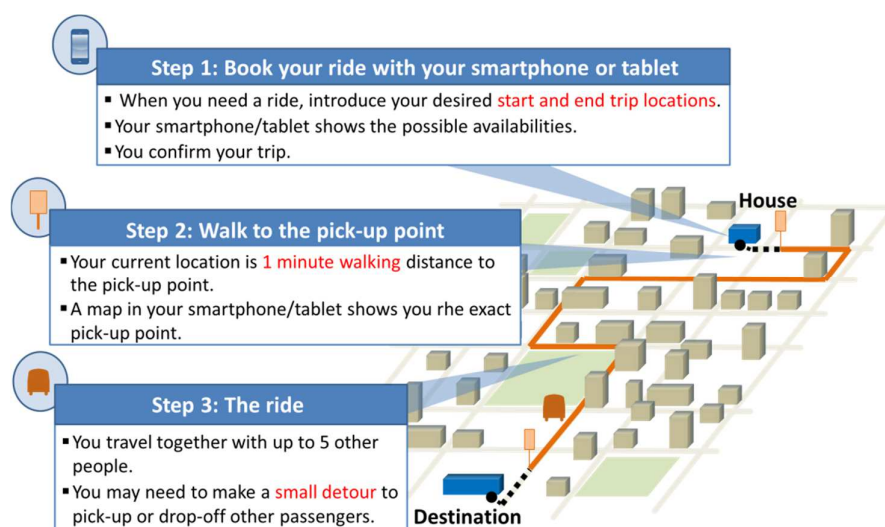 Step 1: Book your ride with your smartphone or tablet
▪ When you need a ride, introduce your desired start and end trip locations.
▪ Your smartphone/tablet shows the possible availabilities.
▪ You confirm your trip.
House
Step 2: Walk to the pick-up point
▪ Your current location is 1 minute walking distance to
the pick-up point.
▪ A map in your smartphone/tablet shows you rhe exact
pick-up point.
Step 3: The ride
▪ You travel together with up to 5 other
people.
▪ You may need to make a small detour to
pick-up or drop-off other passengers.
Destination